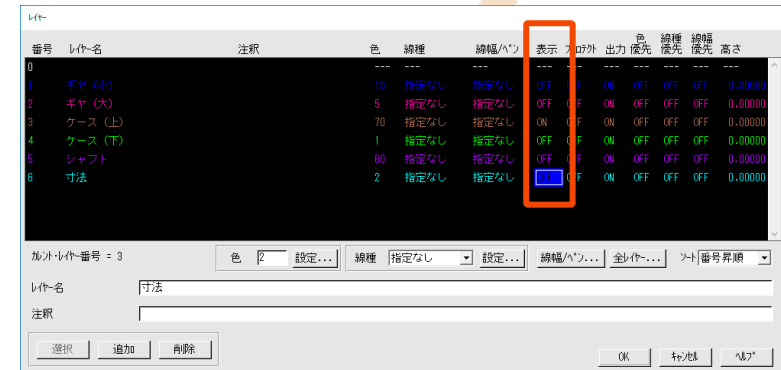 ﾚｲﾔｰ
番号 ﾚｲﾔｰ名 注釈 色 線種 線幅/ﾍﾟﾝ 表示 ﾌﾟﾛﾃｸﾄ 出力 色優先 線種優先 線幅優先 高さ
0 --- --- --- --- --- --- --- --- --- ---
1 ギヤ（小） 10 指定なし 指定なし OFF OFF ON OFF OFF OFF 0.00000
2 ギヤ（大） 5 指定なし 指定なし OFF OFF ON OFF OFF OFF 0.00000
3 ケース（上） 70 指定なし 指定なし ON OFF ON OFF OFF OFF 0.00000
4 ケース（下） 1 指定なし 指定なし OFF OFF ON OFF OFF OFF 0.00000
5 シャフト 60 指定なし 指定なし OFF OFF ON OFF OFF OFF 0.00000
6 寸法 2 指定なし 指定なし OFF ON OFF OFF OFF 0.00000
ｶﾚﾝﾄ･ﾚｲﾔｰ番号 = 3 色 2 設定... 線種 指定なし 設定... 線幅/ﾍﾟﾝ... 全ﾚｲﾔｰ... ｿｰﾄ 番号昇順
ﾚｲﾔｰ名 寸法
注釈
選択 追加 削除 OK ｷｬﾝｾﾙ ﾍﾙﾌﾟ